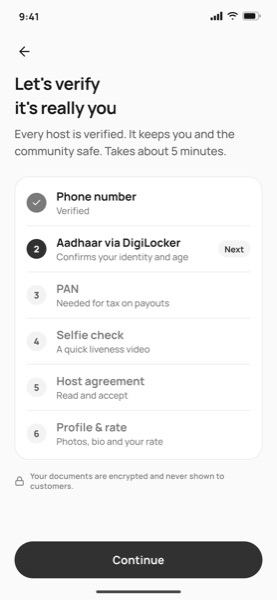 9:41
Let's verify
it's really you
Every host is verified. It keeps you and the
community safe. Takes about 5 minutes.
Phone number
Verified
2
Aadhaar via DigiLocker
Confirms your identity and age
Next
3
PAN
Needed for tax on payouts
4
Selfie check
A quick liveness video
5
Host agreement
Read and accept
6
Profile & rate
Photos, bio and your rate
Your documents are encrypted and never shown to
customers.
Continue